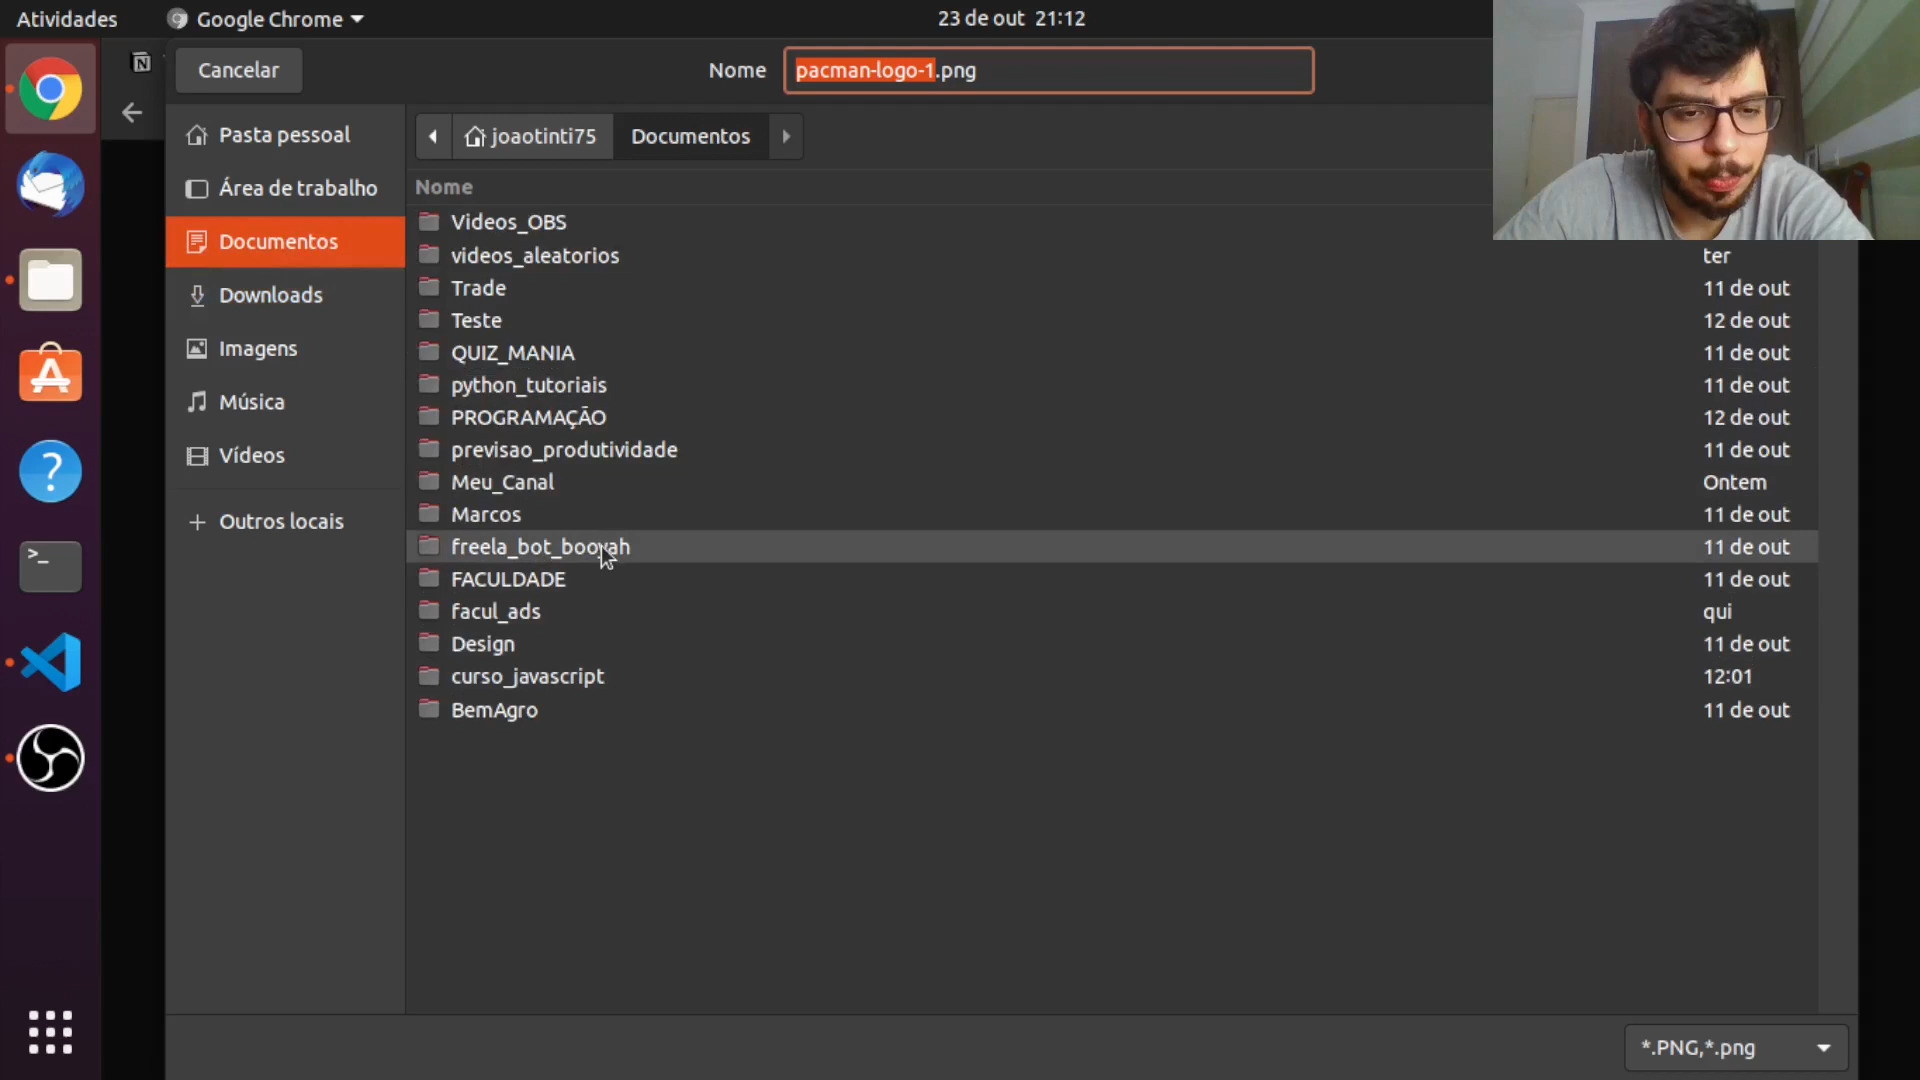 Atividades
Google Chrome
23 de out 21:12
Cancelar
Nome
pacman-logo-1.png
Pasta pessoal
Área de trabalho
Documentos
Downloads
Imagens
Música
Vídeos
Outros locais
joaotinti75
Documentos
Nome
Videos_OBS
videos_aleatorios ter
Trade 11 de out
Teste 12 de out
QUIZ_MANIA 11 de out
python_tutoriais 11 de out
PROGRAMAÇÃO 12 de out
previsao_produtividade 11 de out
Meu_Canal Ontem
Marcos 11 de out
freela_bot_booyah 11 de out
FACULDADE 11 de out
facul_ads qui
Design 11 de out
curso_javascript 12:01
BemAgro 11 de out
*.PNG,*.png